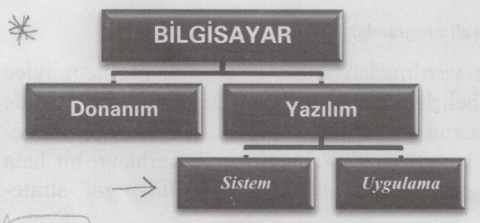 BİLGİSAYAR
Donanım Yazılım
Sistem Uygulama